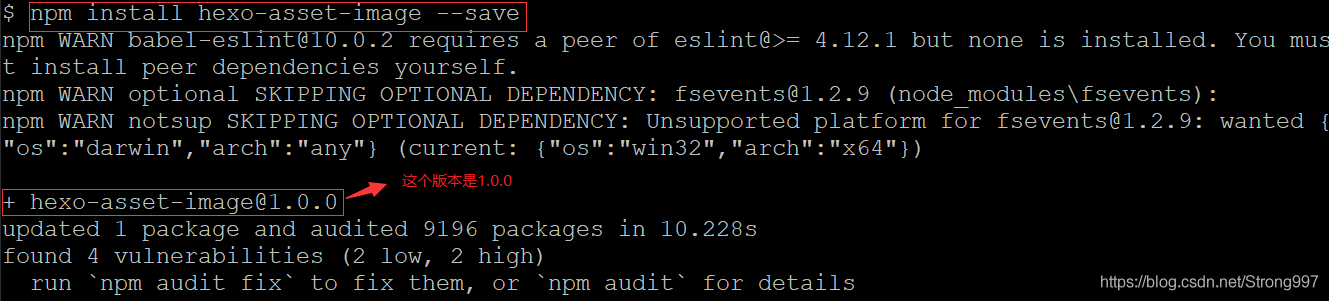 $ npm install hexo-asset-image --save
npm WARN babel-eslint@10.0.2 requires a peer of eslint@>= 4.12.1 but none is installed. You mus
t install peer dependencies yourself.
npm WARN optional SKIPPING OPTIONAL DEPENDENCY: fsevents@1.2.9 (node_modules\fsevents):
npm WARN notsup SKIPPING OPTIONAL DEPENDENCY: Unsupported platform for fsevents@1.2.9: wanted {
"os":"darwin","arch":"any"} (current: {"os":"win32","arch":"x64"})
这个版本是1.0.0
+ hexo-asset-image@1.0.0
updated 1 package and audited 9196 packages in 10.228s
found 4 vulnerabilities (2 low, 2 high)
run `npm audit fix` to fix them, or `npm audit` for details
https://blog.csdn.net/Strong997